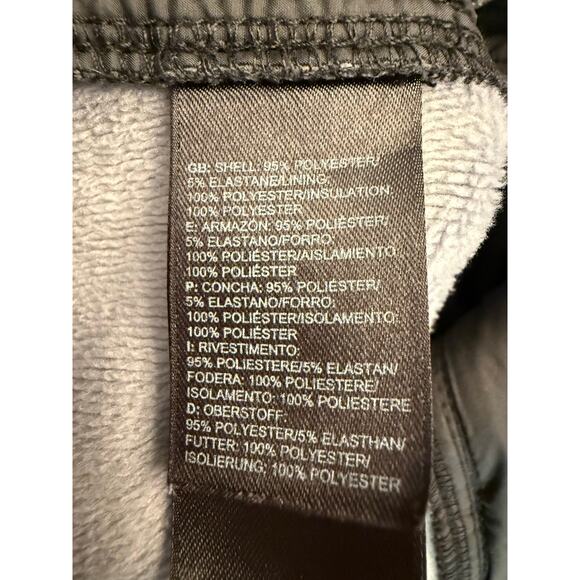 GB: SHELL: 95% POLYESTER/
5% ELASTANE/LINING:
100% POLYESTER/INSULATION:
100% POLYESTER
E: ARMAZÓN: 95% POLIÉSTER/
5% ELASTANO/FORRO:
100% POLIÉSTER/AISLAMIENTO:
100% POLIÉSTER
P: CONCHA: 95% POLIÉSTER/
5% ELASTANO/FORRO:
100% POLIÉSTER/ISOLAMENTO:
100% POLIÉSTER
I: RIVESTIMENTO:
95% POLIESTERE/5% ELASTAN/
FODERA: 100% POLIESTERE/
ISOLAMENTO: 100% POLIESTERE
D: OBERSTOFF:
95% POLYESTER/5% ELASTHAN/
FUTTER: 100% POLYESTER/
ISOLIERUNG: 100% POLYESTER